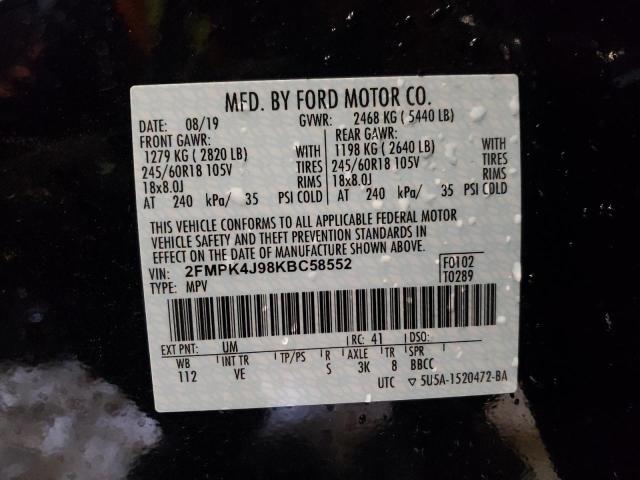 MFD. BY FORD MOTOR CO.
DATE: 08/19 GVWR: 2468 KG ( 5440 LB)
FRONT GAWR: REAR GAWR:
1279 KG ( 2820 LB) WITH 1198 KG ( 2640 LB) WITH
245/60R18 105V TIRES 245/60R18 105V TIRES
18x8.0J RIMS 18x8.0J RIMS
AT 240 kPa/ 35 PSI COLD AT 240 kPa/ 35 PSI COLD
THIS VEHICLE CONFORMS TO ALL APPLICABLE FEDERAL MOTOR
VEHICLE SAFETY AND THEFT PREVENTION STANDARDS IN
EFFECT ON THE DATE OF MANUFACTURE SHOWN ABOVE.
VIN: 2FMPK4J98KBC58552 F0102
TYPE: MPV T0289
EXT PNT: UM RC: 41 DSO:
WB INT TR TP/PS R AXLE TR SPR
112 VE S 3K 8 BBCC
UTC ▽ 5U5A-1520472-BA